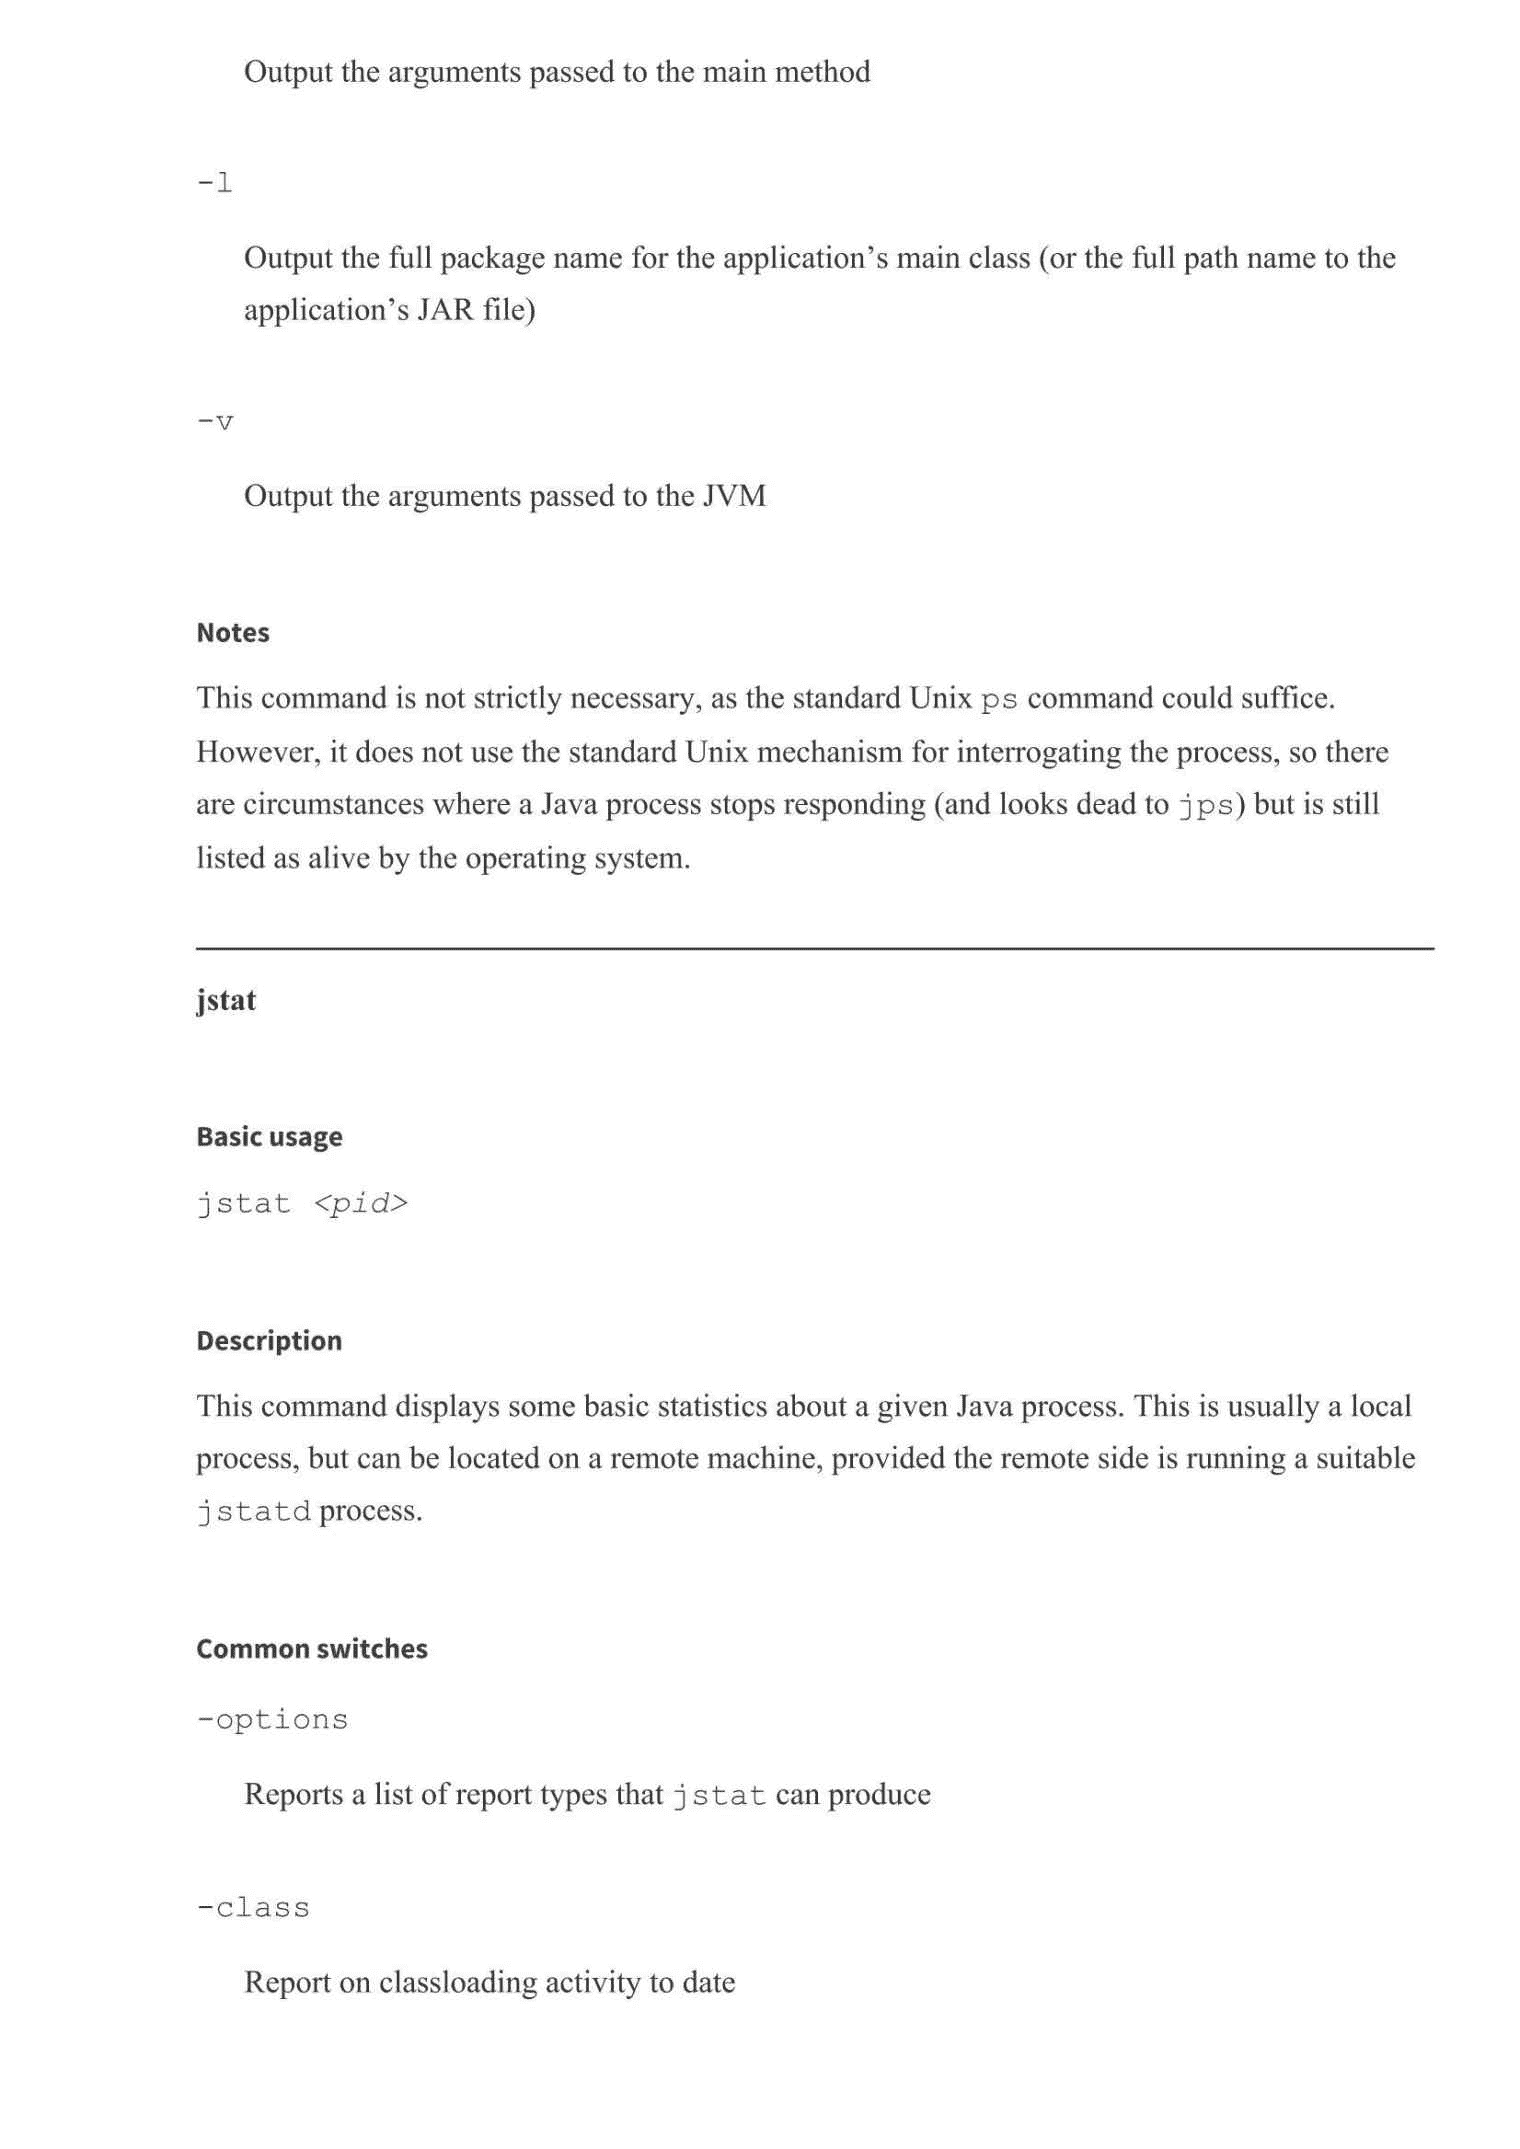 Output the arguments passed to the main method
-l
Output the full package name for the application’s main class (or the full path name to the
application’s JAR file)
-v
Output the arguments passed to the JVM
Notes
This command is not strictly necessary, as the standard Unix ps command could suffice.
However, it does not use the standard Unix mechanism for interrogating the process, so there
are circumstances where a Java process stops responding (and looks dead to jps) but is still
listed as alive by the operating system.
jstat
Basic usage
jstat <pid>
Description
This command displays some basic statistics about a given Java process. This is usually a local
process, but can be located on a remote machine, provided the remote side is running a suitable
jstatd process.
Common switches
-options
Reports a list of report types that jstat can produce
-class
Report on classloading activity to date